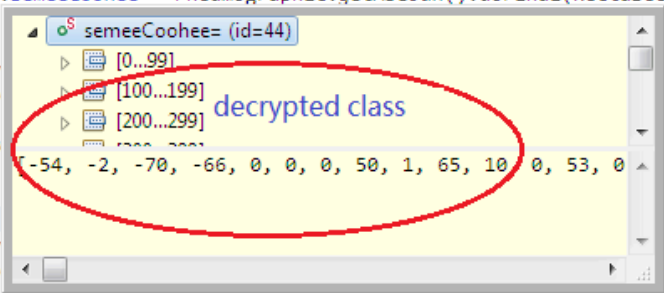 semeeCoohee= (id=44)
[0...99]
[100...199]
[200...299]
decrypted class
[-54, -2, -70, -66, 0, 0, 0, 50, 1, 65, 10, 0, 53, 0